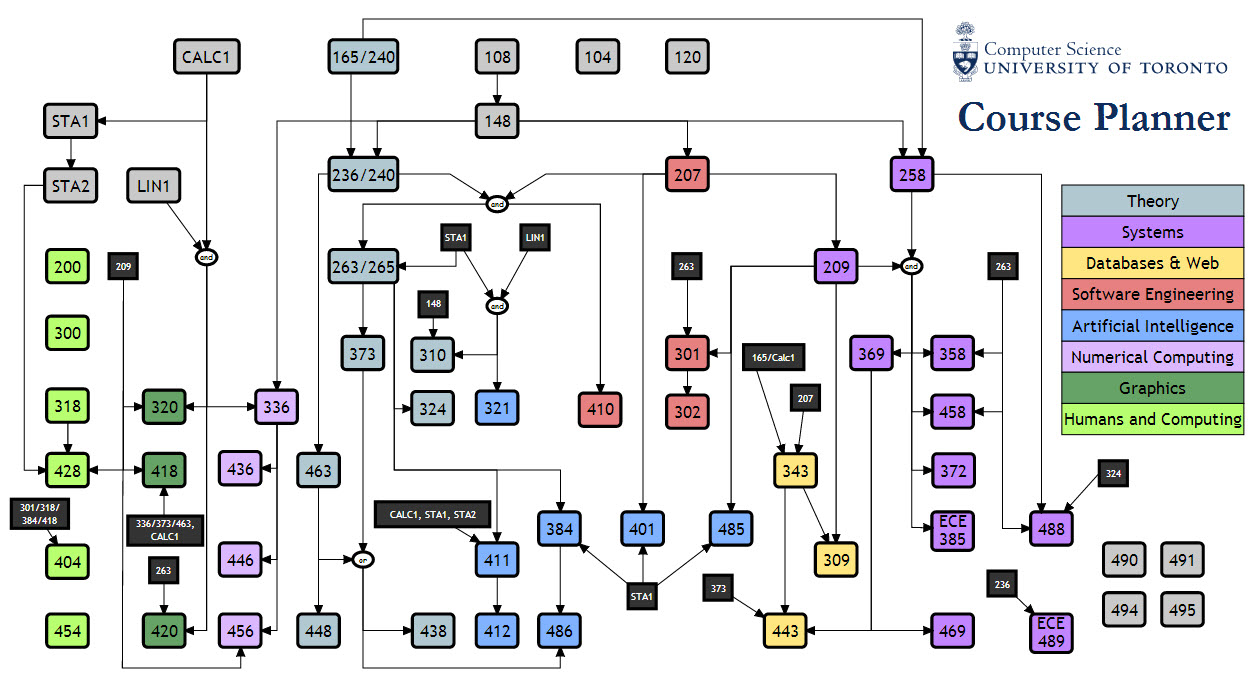 CALC1
165/240
108
104
120
Computer Science
UNIVERSITY OF TORONTO
Course Planner
STA1
148
STA2
LIN1
236/240
207
258
and
Theory
Systems
Databases & Web
Software Engineering
Artificial Intelligence
Numerical Computing
Graphics
Humans and Computing
STA1
LIN1
200
209
and
263/265
263
209
and
263
148
and
300
373
310
301
165/Calc1
369
358
318
320
336
324
321
410
302
207
458
428
418
436
463
343
372
324
301/318/
384/418
336/373/463,
CALC1
CALC1, STA1, STA2
384
401
485
ECE
385
488
404
263
446
or
411
309
490
491
STA1
373
236
494
495
454
420
456
448
438
412
486
443
469
ECE
489